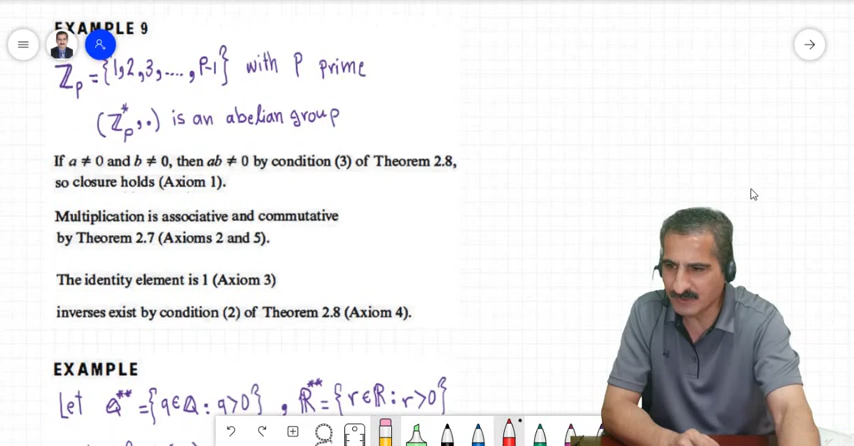 EXAMPLE 9
ℤp = {1, 2, 3, ...., P-1} with P prime
(ℤp*, ·) is an abelian group
If a ≠ 0 and b ≠ 0, then ab ≠ 0 by condition (3) of Theorem 2.8,
so closure holds (Axiom 1).
Multiplication is associative and commutative
by Theorem 2.7 (Axioms 2 and 5).
The identity element is 1 (Axiom 3)
inverses exist by condition (2) of Theorem 2.8 (Axiom 4).
EXAMPLE
Let ℚ** = {q∈ℚ : q>0} , ℝ** = {r∈ℝ : r>0}